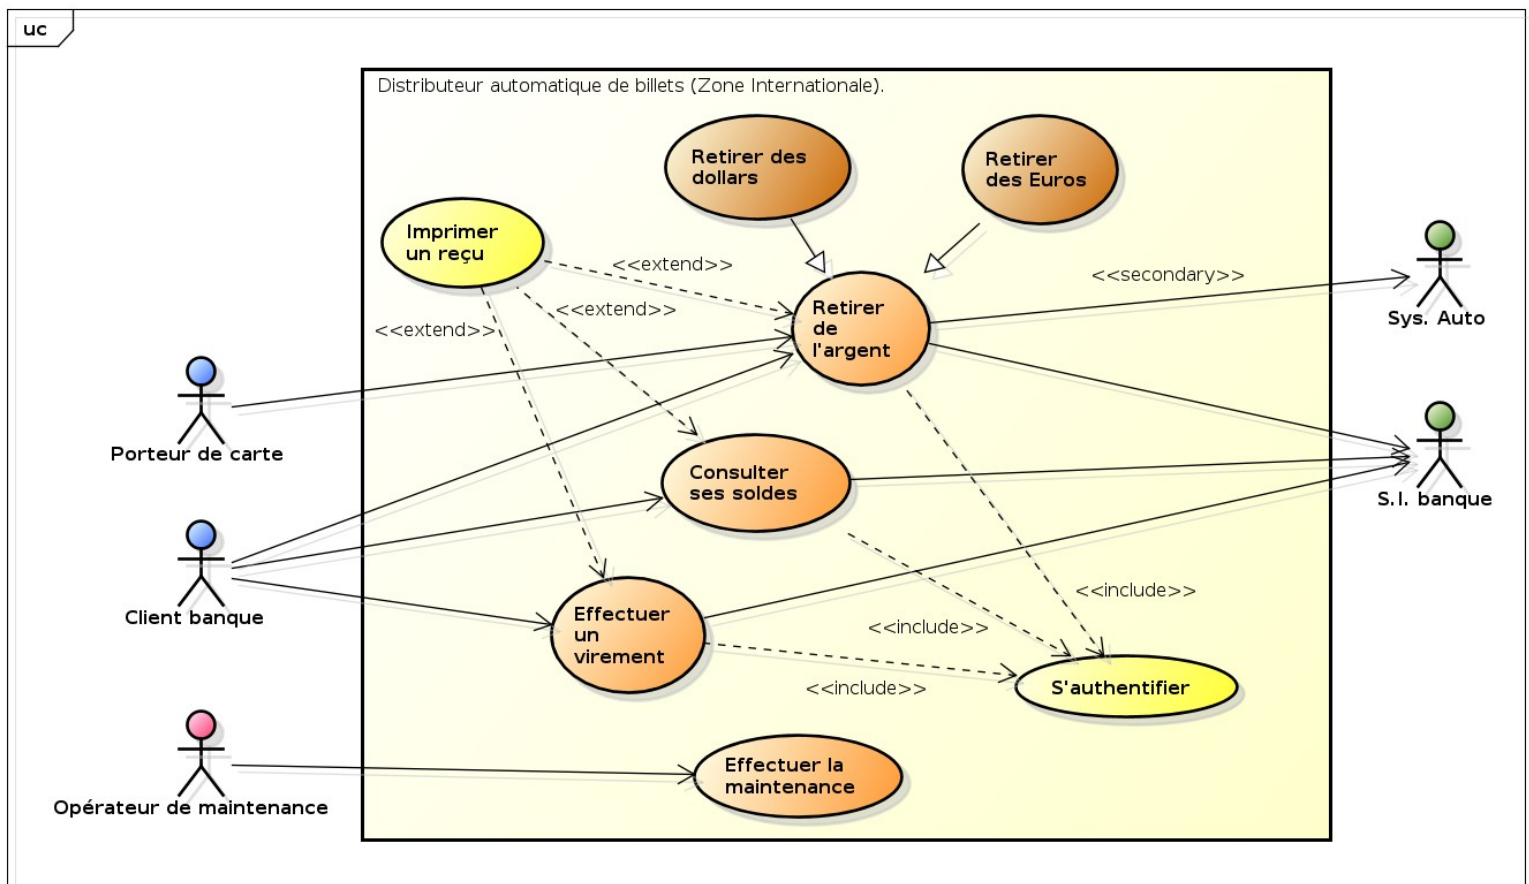 uc
Distributeur automatique de billets (Zone Internationale).
Retirer des
dollars
Retirer
des Euros
Imprimer
un reçu
<<extend>>
<<extend>>
<<extend>>
<<secondary>>
Retirer
de
l'argent
Sys. Auto
Porteur de carte
Consulter
ses soldes
S.I. banque
Client banque
Effectuer
un
virement
<<include>>
<<include>>
<<include>>
S'authentifier
Effectuer la
maintenance
Opérateur de maintenance